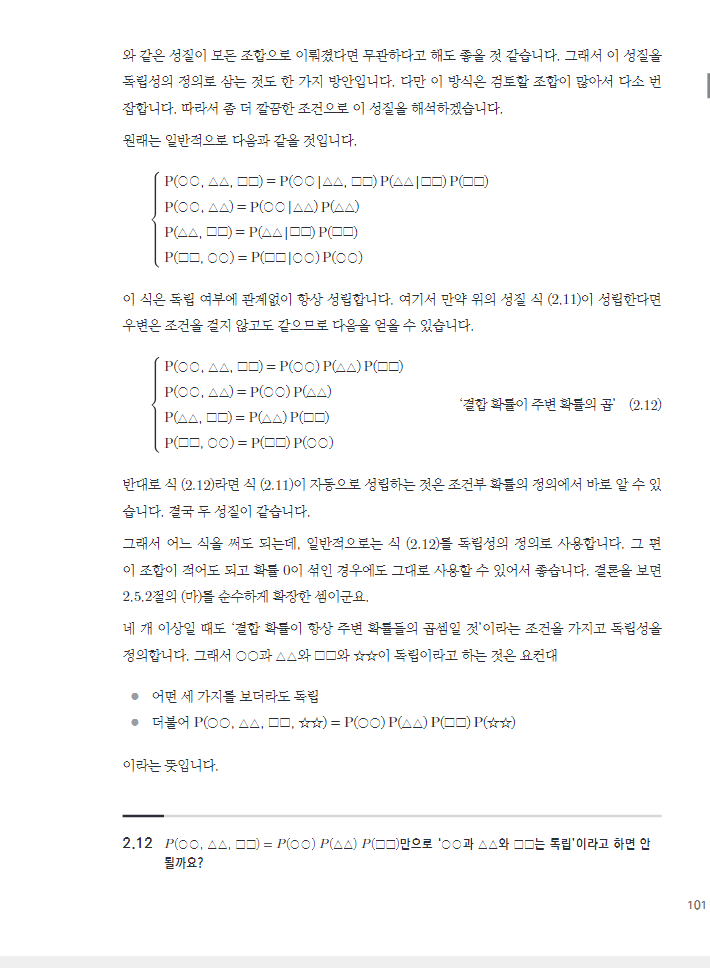 와 같은 성질이 모든 조합으로 이뤄졌다면 무관하다고 해도 좋을 것 같습니다. 그래서 이 성질을
독립성의 정의로 삼는 것도 한 가지 방안입니다. 다만 이 방식은 검토할 조합이 많아서 다소 번
잡합니다. 따라서 좀 더 깔끔한 조건으로 이 성질을 해석하겠습니다.
원래는 일반적으로 다음과 같을 것입니다.
P(○○, △△, □□) = P(○○|△△, □□) P(△△|□□) P(□□)
P(○○, △△) = P(○○|△△) P(△△)
P(△△, □□) = P(△△|□□) P(□□)
P(□□, ○○) = P(□□|○○) P(○○)
이 식은 독립 여부에 관계없이 항상 성립합니다. 여기서 만약 위의 성질 식 (2.11)이 성립한다면
우변은 조건을 걸지 않고도 같으므로 다음을 얻을 수 있습니다.
P(○○, △△, □□) = P(○○) P(△△) P(□□)
P(○○, △△) = P(○○) P(△△)
‘결합 확률이 주변 확률의 곱’ (2.12)
P(△△, □□) = P(△△) P(□□)
P(□□, ○○) = P(□□) P(○○)
반대로 식 (2.12)라면 식 (2.11)이 자동으로 성립하는 것은 조건부 확률의 정의에서 바로 알 수 있
습니다. 결국 두 성질이 같습니다.
그래서 어느 식을 써도 되는데, 일반적으로는 식 (2.12)를 독립성의 정의로 사용합니다. 그 편
이 조합이 적어도 되고 확률 0이 섞인 경우에도 그대로 사용할 수 있어서 좋습니다. 결론을 보면
2.5.2절의 (마)를 순수하게 확장한 셈이군요.
네 개 이상일 때도 ‘결합 확률이 항상 주변 확률들의 곱셈일 것’이라는 조건을 가지고 독립성을
정의합니다. 그래서 ○○과 △△와 □□와 ☆☆이 독립이라고 하는 것은 요컨대
● 어떤 세 가지를 보더라도 독립
● 더불어 P(○○, △△, □□, ☆☆) = P(○○) P(△△) P(□□) P(☆☆)
이라는 뜻입니다.
2.12 P(○○, △△, □□) = P(○○) P(△△) P(□□)만으로 ‘○○과 △△와 □□는 독립’이라고 하면 안
될까요?
101